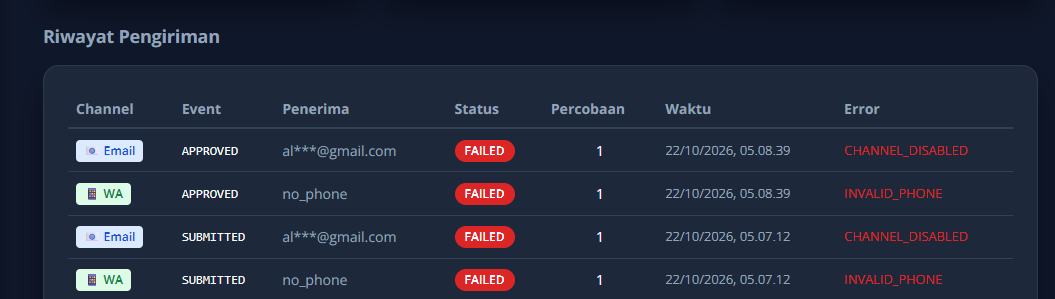 Riwayat Pengiriman
Channel Event Penerima Status Percobaan Waktu Error
Email APPROVED al***@gmail.com FAILED 1 22/10/2026, 05.08.39 CHANNEL_DISABLED
WA APPROVED no_phone FAILED 1 22/10/2026, 05.08.39 INVALID_PHONE
Email SUBMITTED al***@gmail.com FAILED 1 22/10/2026, 05.07.12 CHANNEL_DISABLED
WA SUBMITTED no_phone FAILED 1 22/10/2026, 05.07.12 INVALID_PHONE